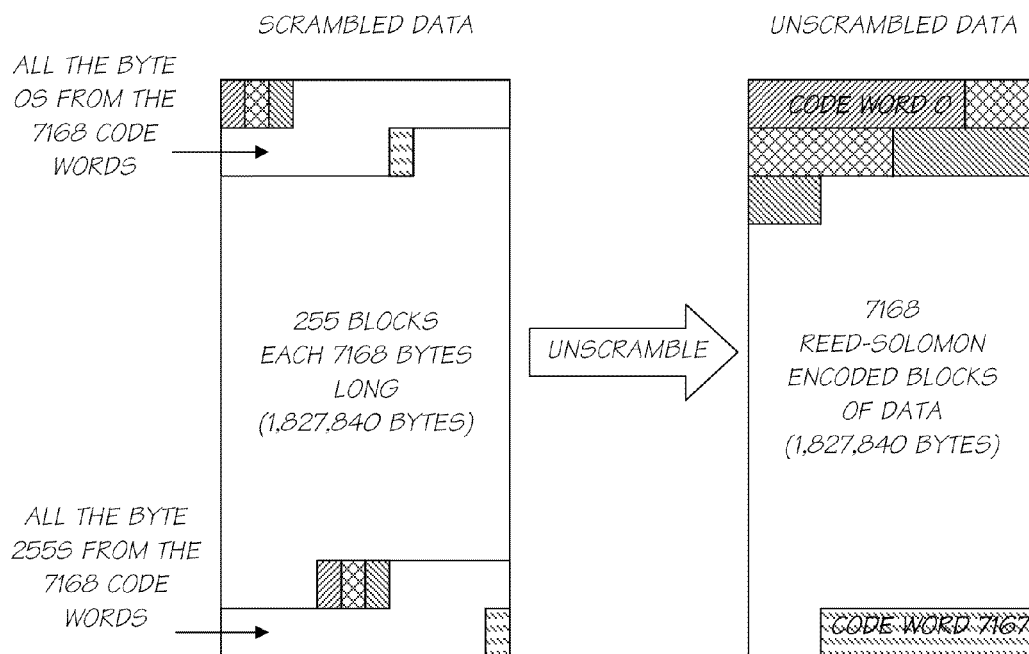 SCRAMBLED DATA
UNSCRAMBLED DATA
ALL THE BYTE
0S FROM THE
7168 CODE
WORDS
CODE WORD 0
255 BLOCKS
EACH 7168 BYTES
LONG
(1,827,840 BYTES)
UNSCRAMBLE
7168
REED-SOLOMON
ENCODED BLOCKS
OF DATA
(1,827,840 BYTES)
ALL THE BYTE
255S FROM THE
7168 CODE
WORDS
CODE WORD 7167